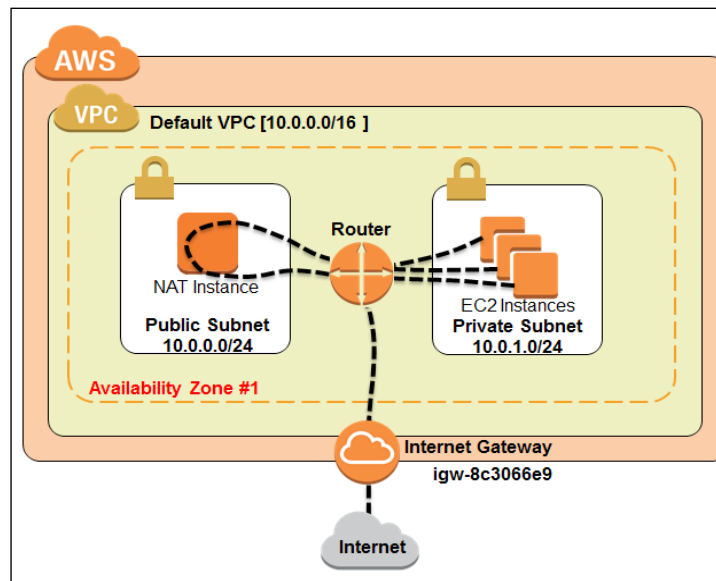 AWS
VPC
Default VPC [10.0.0.0/16 ]
Router
NAT Instance
EC2 Instances
Public Subnet
10.0.0.0/24
Private Subnet
10.0.1.0/24
Availability Zone #1
Internet Gateway
igw-8c3066e9
Internet